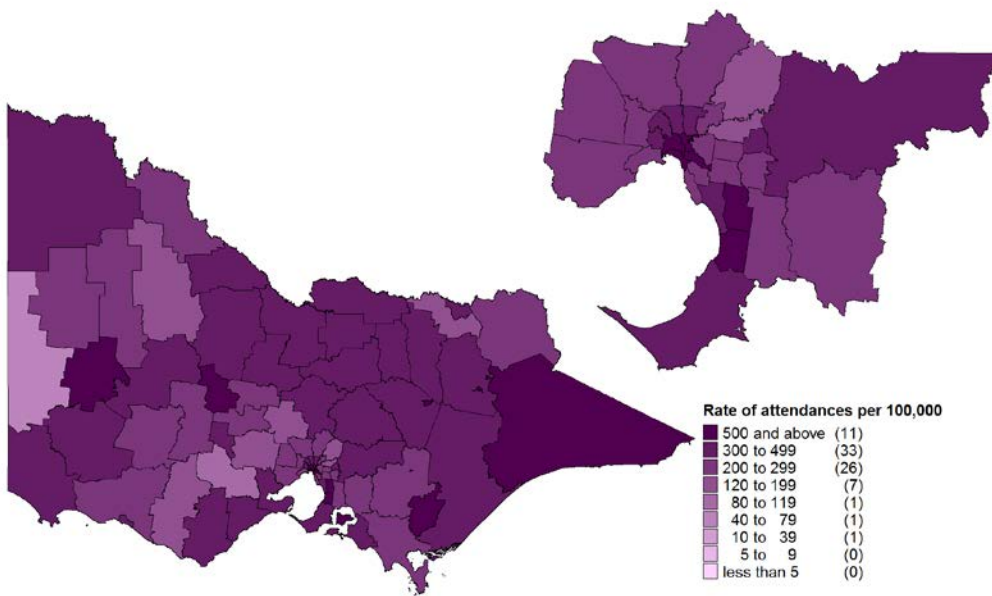 Rate of attendances per 100,000
500 and above (11)
300 to 499 (33)
200 to 299 (26)
120 to 199 (7)
80 to 119 (1)
40 to 79 (1)
10 to 39 (1)
5 to 9 (0)
less than 5 (0)